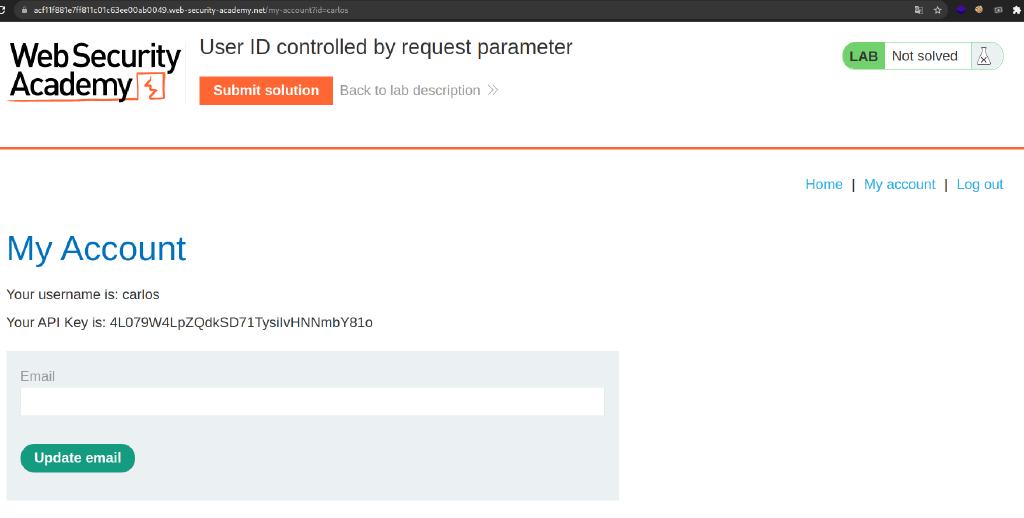 acf11f881e7ff811c01c63ee00ab0049.web-security-academy.net/my-account?id=carlos
Web Security
Academy
User ID controlled by request parameter
Submit solution
Back to lab description
LAB
Not solved
Home | My account | Log out
My Account
Your username is: carlos
Your API Key is: 4L079W4LpZQdkSD71TysiIvHNNmbY81o
Email
Update email